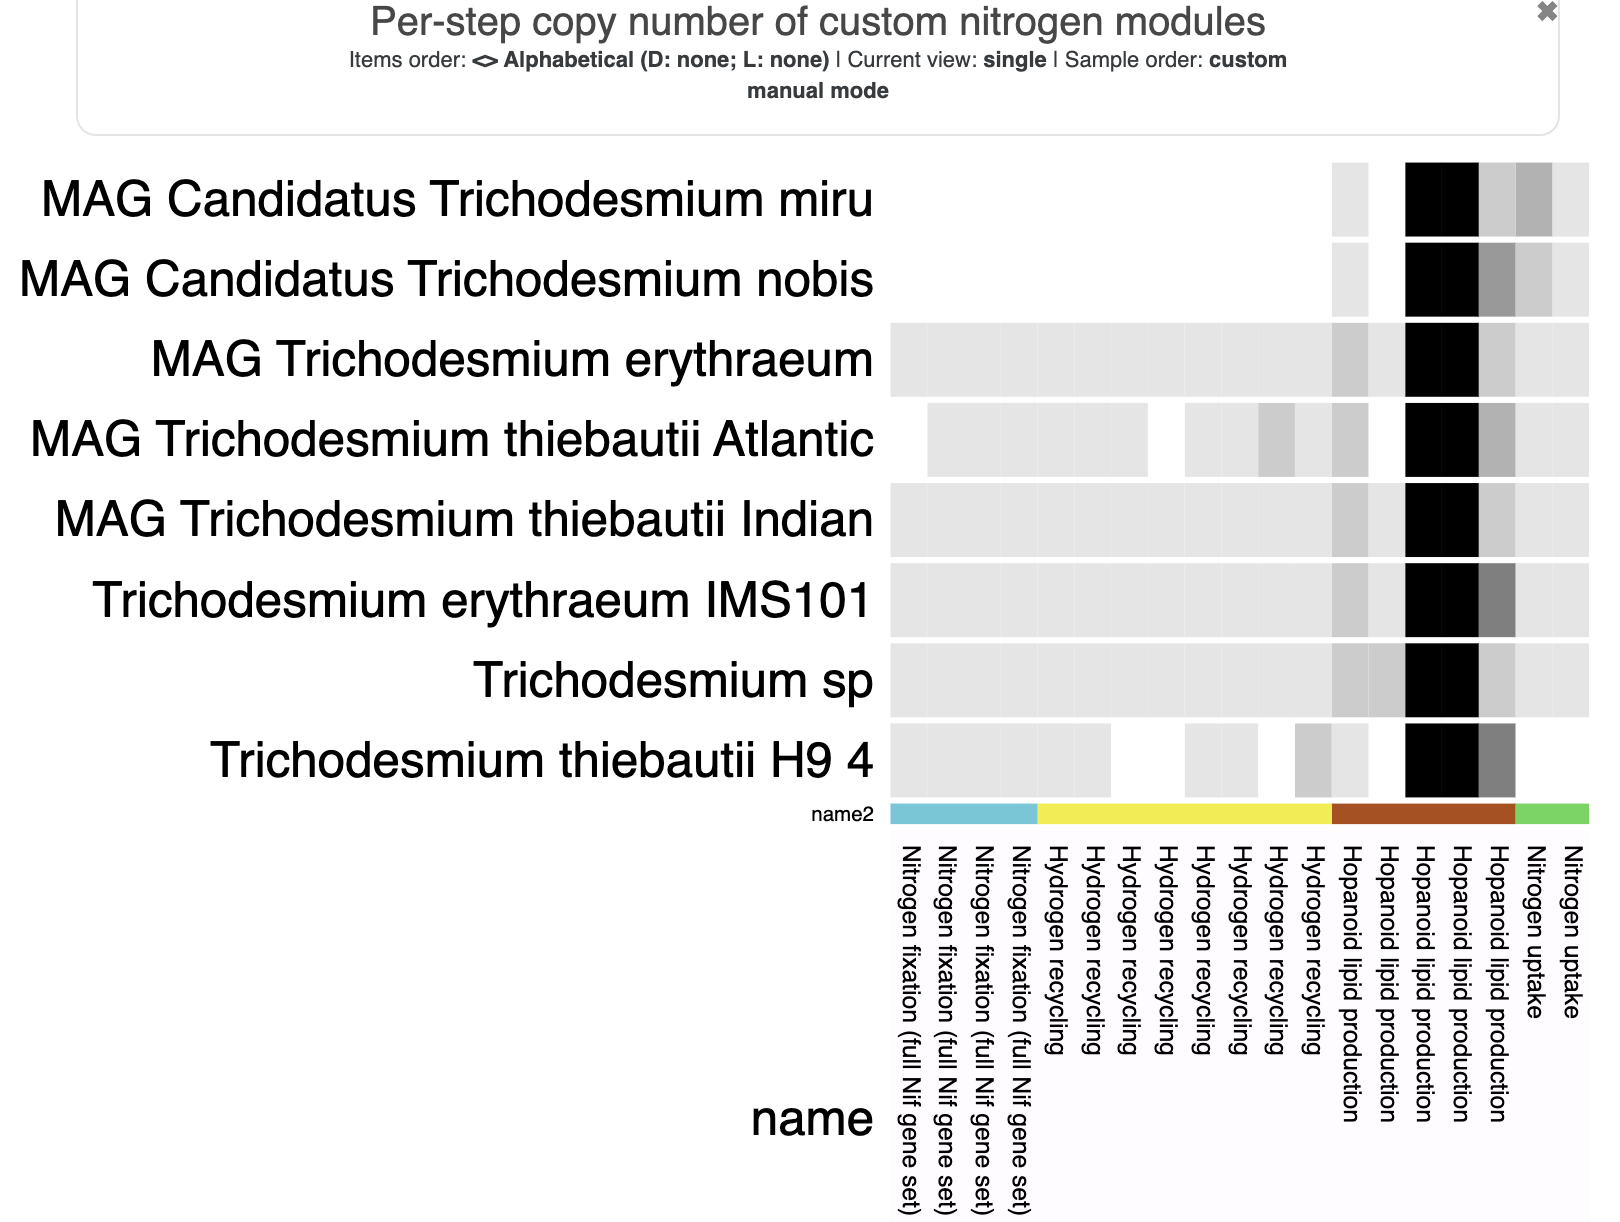 Per-step copy number of custom nitrogen modules
✖
Items order: <> Alphabetical (D: none; L: none) | Current view: single | Sample order: custom
manual mode
MAG Candidatus Trichodesmium miru
MAG Candidatus Trichodesmium nobis
MAG Trichodesmium erythraeum
MAG Trichodesmium thiebautii Atlantic
MAG Trichodesmium thiebautii Indian
Trichodesmium erythraeum IMS101
Trichodesmium sp
Trichodesmium thiebautii H9 4
name2
name
Nitrogen fixation (full Nif gene set)
Nitrogen fixation (full Nif gene set)
Nitrogen fixation (full Nif gene set)
Nitrogen fixation (full Nif gene set)
Hydrogen recycling
Hydrogen recycling
Hydrogen recycling
Hydrogen recycling
Hydrogen recycling
Hydrogen recycling
Hydrogen recycling
Hydrogen recycling
Hopanoid lipid production
Hopanoid lipid production
Hopanoid lipid production
Hopanoid lipid production
Hopanoid lipid production
Nitrogen uptake
Nitrogen uptake